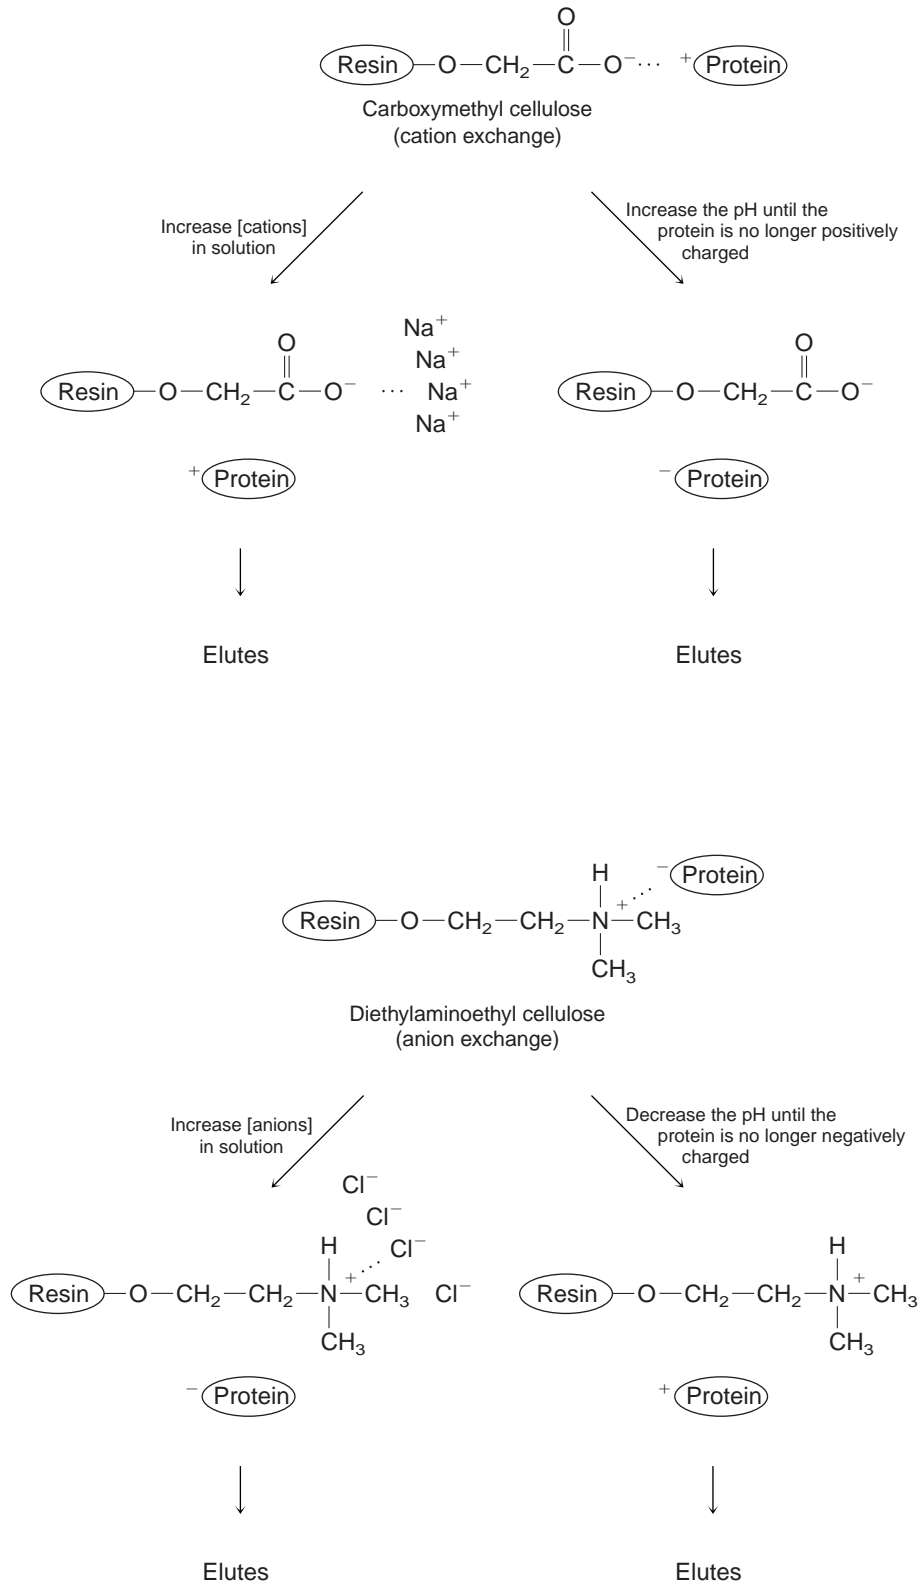 O
Resin—O—CH₂—C—O⁻ ··· ⁺Protein
Carboxymethyl cellulose
(cation exchange)
Increase [cations]
in solution
Increase the pH until the
protein is no longer positively
charged
Na⁺
Na⁺
O
Resin—O—CH₂—C—O⁻ ··· Na⁺
Na⁺
⁺Protein
O
Resin—O—CH₂—C—O⁻
⁻Protein
Elutes
Elutes
H
⁻Protein
Resin—O—CH₂—CH₂—N⁺—CH₃
CH₃
Diethylaminoethyl cellulose
(anion exchange)
Increase [anions]
in solution
Decrease the pH until the
protein is no longer negatively
charged
Cl⁻
Cl⁻
H
Cl⁻
Resin—O—CH₂—CH₂—N⁺—CH₃ Cl⁻
CH₃
⁻Protein
H
Resin—O—CH₂—CH₂—N⁺—CH₃
CH₃
⁺Protein
Elutes
Elutes